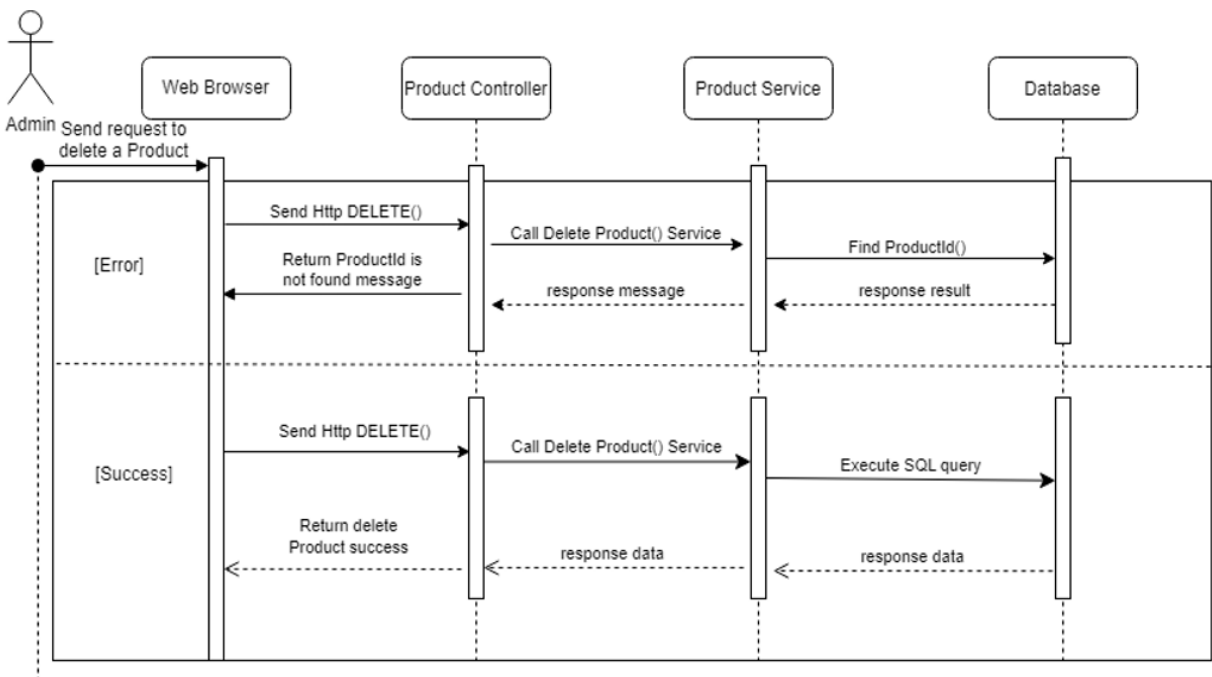 Web Browser
Product Controller
Product Service
Database
Admin
Send request to
delete a Product
Send Http DELETE()
Call Delete Product() Service
Find ProductId()
[Error]
Return ProductId is
not found message
response message
response result
Send Http DELETE()
Call Delete Product() Service
Execute SQL query
[Success]
Return delete
Product success
response data
response data